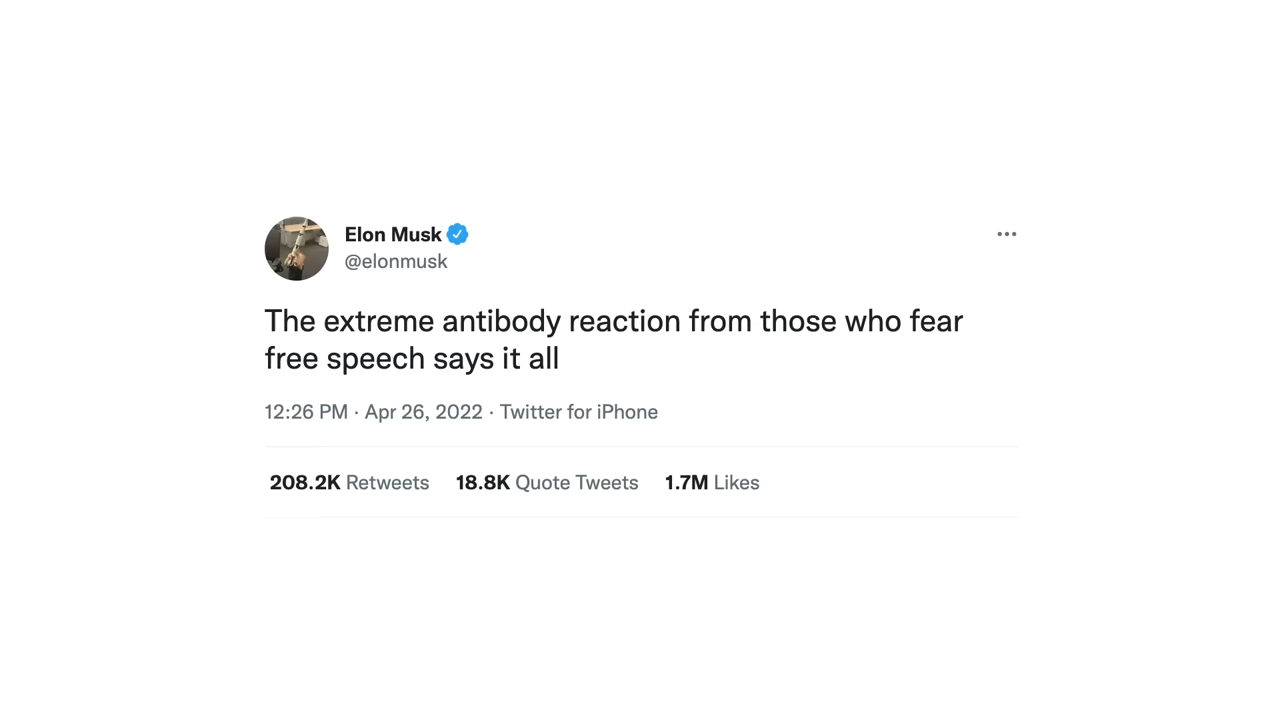 Elon Musk
@elonmusk
The extreme antibody reaction from those who fear
free speech says it all
12:26 PM · Apr 26, 2022 · Twitter for iPhone
208.2K Retweets 18.8K Quote Tweets 1.7M Likes